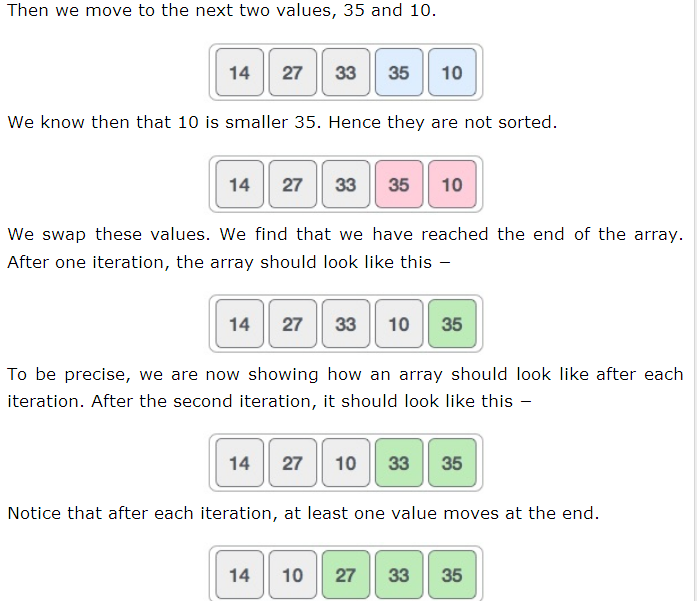 Then we move to the next two values, 35 and 10.
14 27 33 35 10
We know then that 10 is smaller 35. Hence they are not sorted.
14 27 33 35 10
We swap these values. We find that we have reached the end of the array.
After one iteration, the array should look like this −
14 27 33 10 35
To be precise, we are now showing how an array should look like after each
iteration. After the second iteration, it should look like this −
14 27 10 33 35
Notice that after each iteration, at least one value moves at the end.
14 10 27 33 35